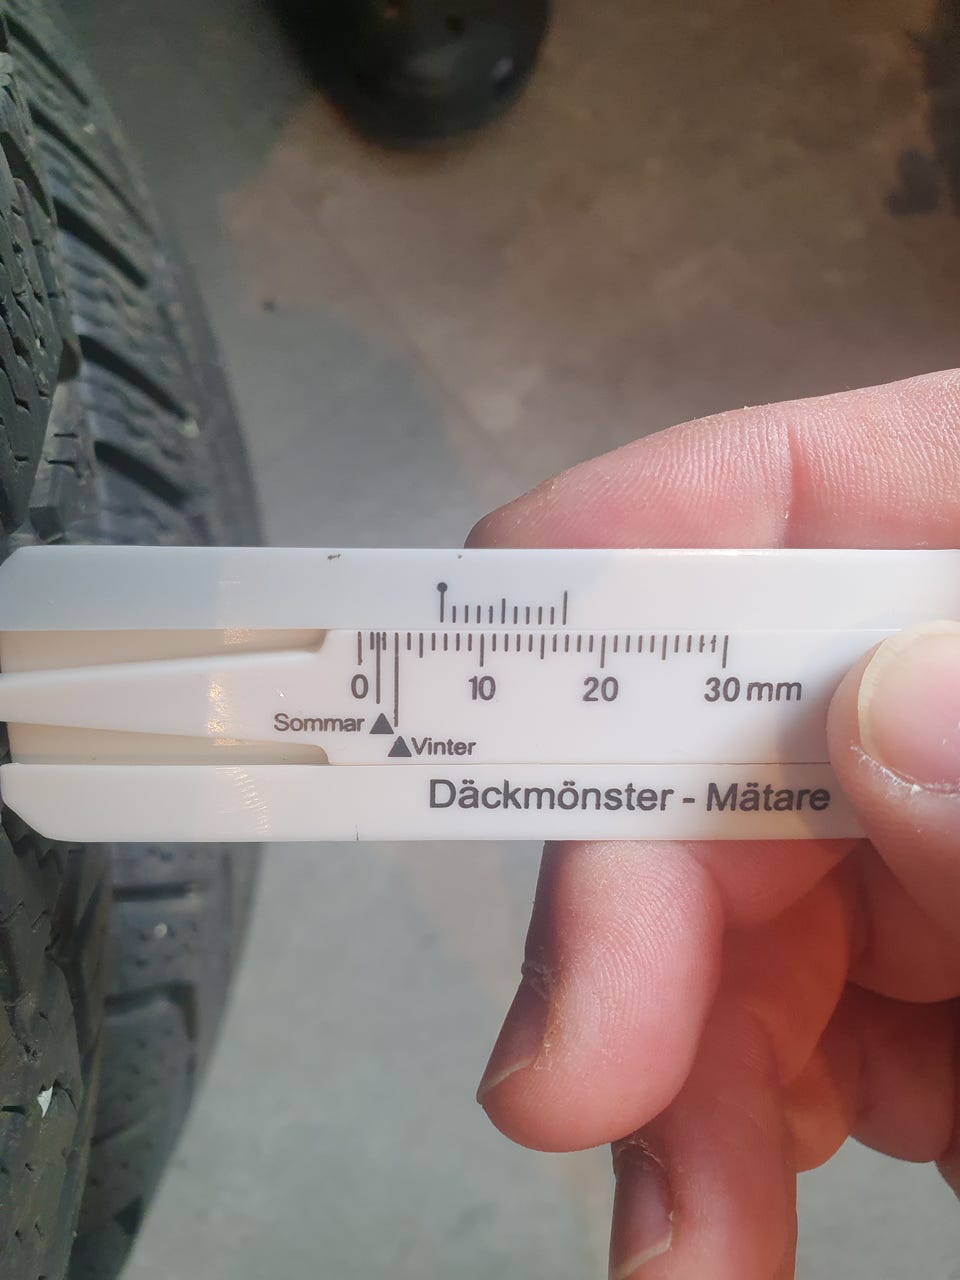 0 10 20 30 mm
Sommar
Vinter
Däckmönster - Mätare